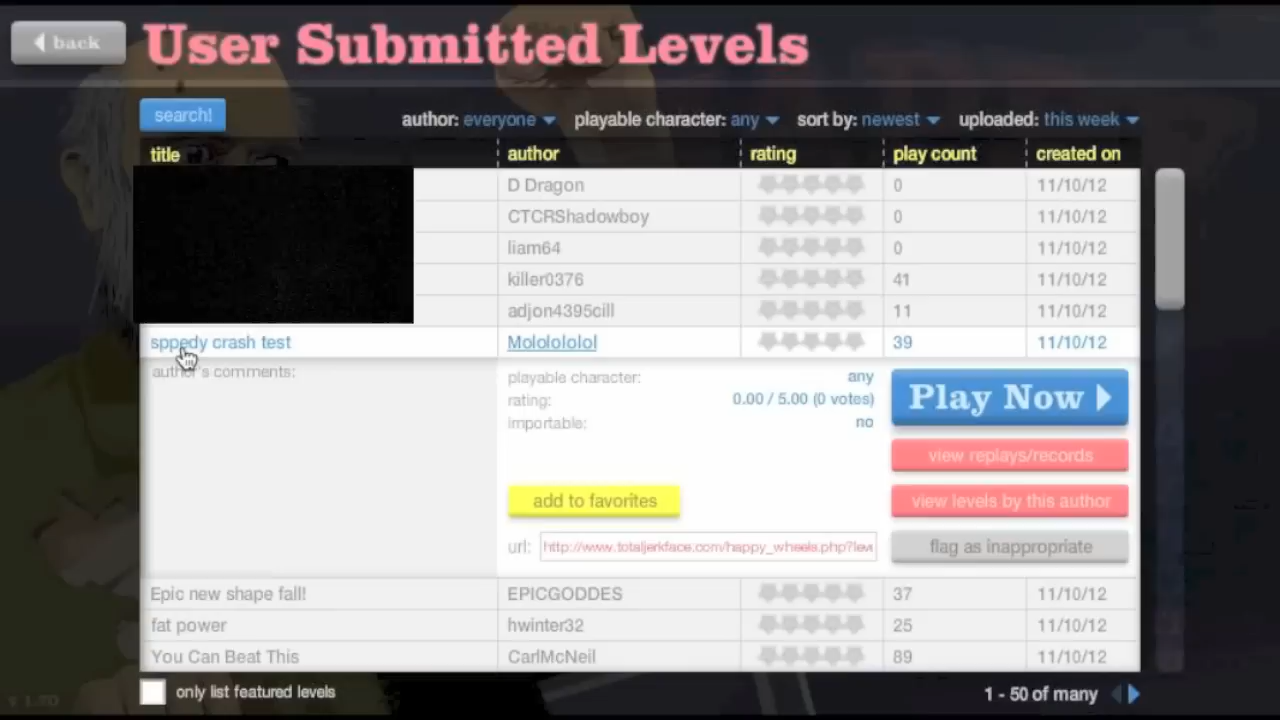 back
User Submitted Levels
search! author: everyone playable character: any sort by: newest uploaded: this week
title author rating play count created on
D Dragon 0 11/10/12
CTCRShadowboy 0 11/10/12
liam64 0 11/10/12
killer0376 41 11/10/12
adjon4395cill 11 11/10/12
sppedy crash test Molololololol 39 11/10/12
author's comments: playable character: any Play Now
rating: 0.00 / 5.00 (0 votes)
importable: no
view replays/records
add to favorites view levels by this author
url: http://www.totaljerkface.com/happy_wheels.php?leve flag as inappropriate
Epic new shape fall! EPICGODDES 37 11/10/12
fat power hwinter32 25 11/10/12
You Can Beat This CarlMcNeil 89 11/10/12
only list featured levels 1 - 50 of many